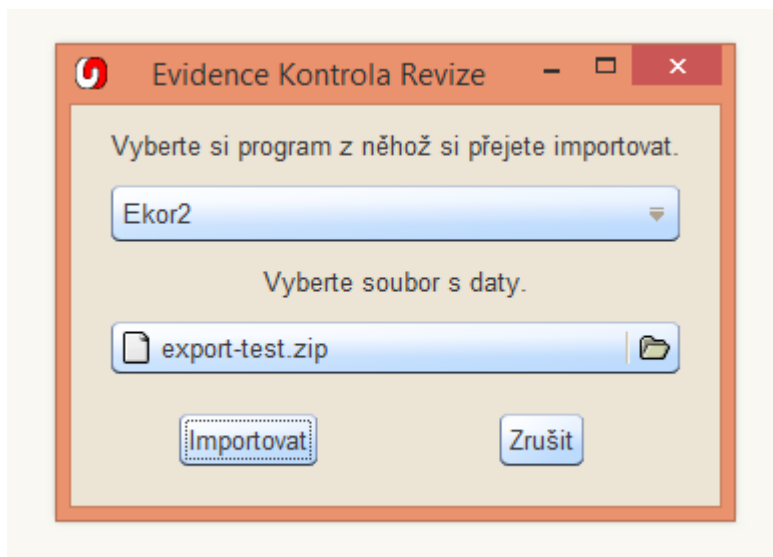 Evidence Kontrola Revize
Vyberte si program z něhož si přejete importovat.
Ekor2
Vyberte soubor s daty.
export-test.zip
Importovat
Zrušit